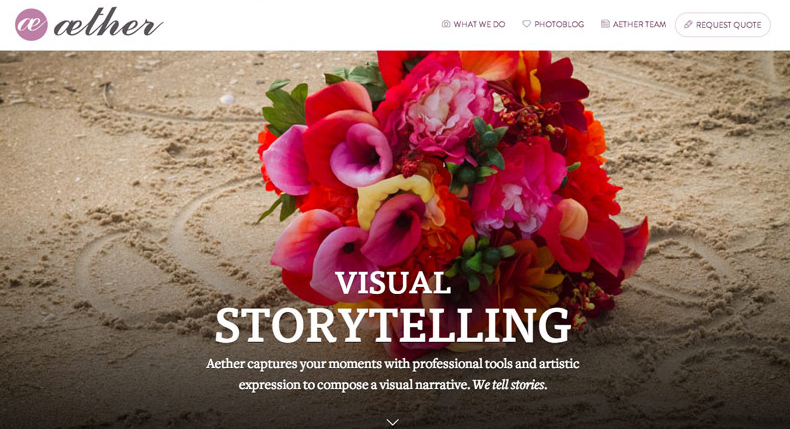 æ æther
WHAT WE DO PHOTOBLOG AETHER TEAM REQUEST QUOTE
VISUAL
STORYTELLING
Aether captures your moments with professional tools and artistic
expression to compose a visual narrative. We tell stories.